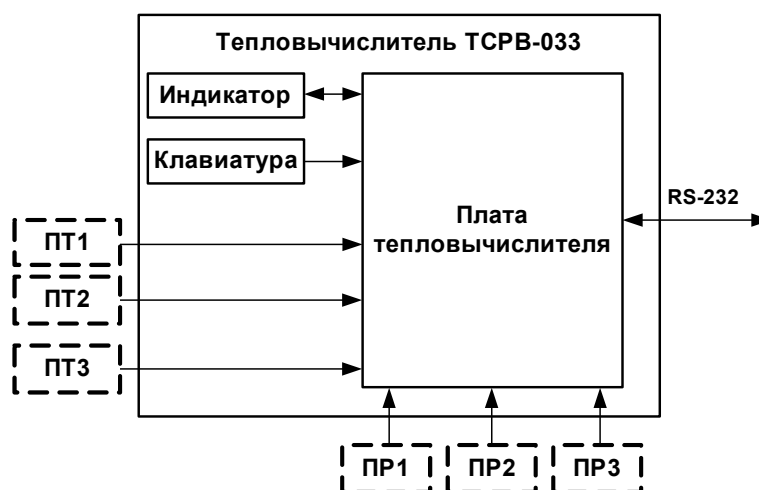 Тепловычислитель ТСРВ-033
Индикатор
Клавиатура
Плата
тепловычислителя
RS-232
ПТ1
ПТ2
ПТ3
ПР1
ПР2
ПР3